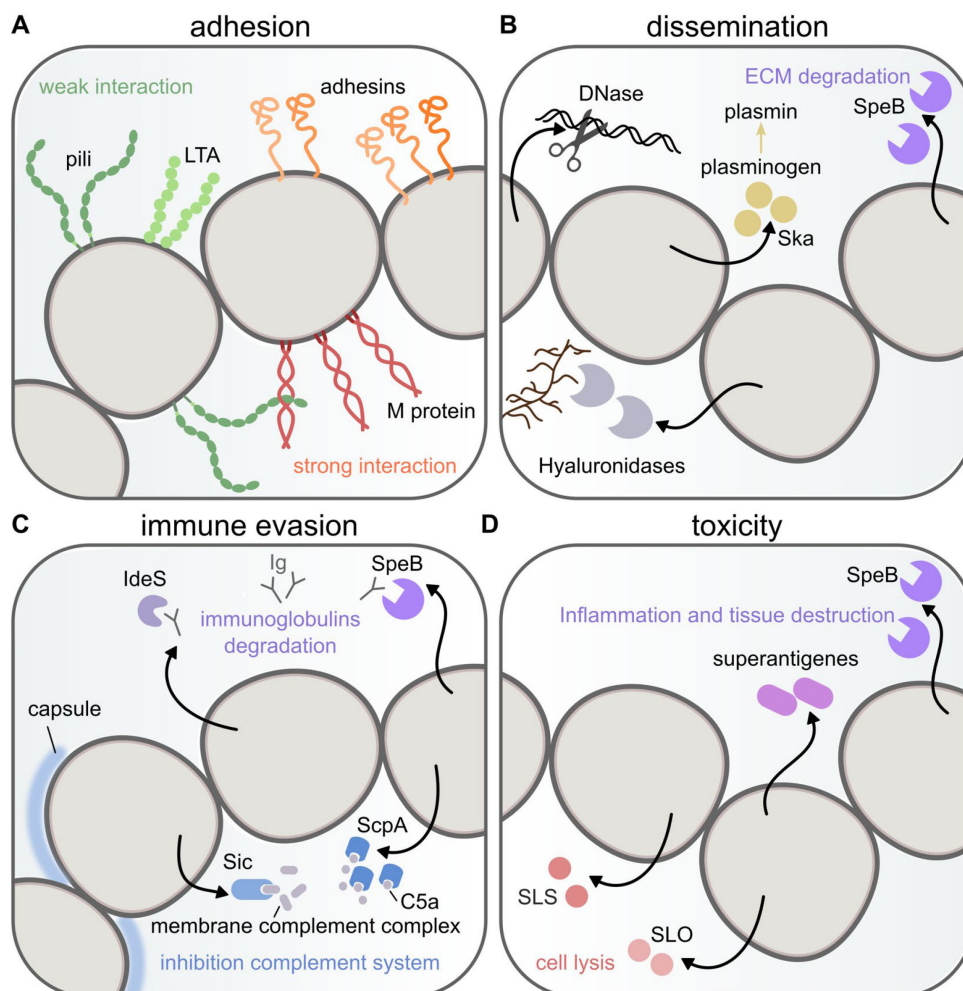 A
adhesion
weak interaction
adhesins
pili
LTA
M protein
strong interaction
B
dissemination
ECM degradation
DNase
SpeB
plasmin
plasminogen
Ska
Hyaluronidases
C
immune evasion
Ig
SpeB
IdeS
immunoglobulins
degradation
capsule
ScpA
Sic
C5a
membrane complement complex
inhibition complement system
D
toxicity
SpeB
Inflammation and tissue destruction
superantigenes
SLS
SLO
cell lysis